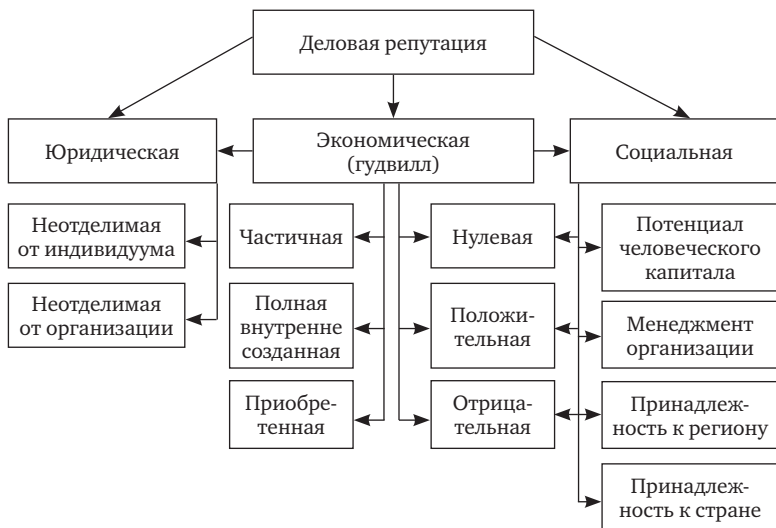 Деловая репутация
Юридическая
Экономическая
(гудвилл)
Социальная
Неотделимая
от индивидуума
Неотделимая
от организации
Частичная
Полная
внутренне
созданная
Приобре-
тенная
Нулевая
Положи-
тельная
Отрица-
тельная
Потенциал
человеческого
капитала
Менеджмент
организации
Принадлеж-
ность к региону
Принадлеж-
ность к стране